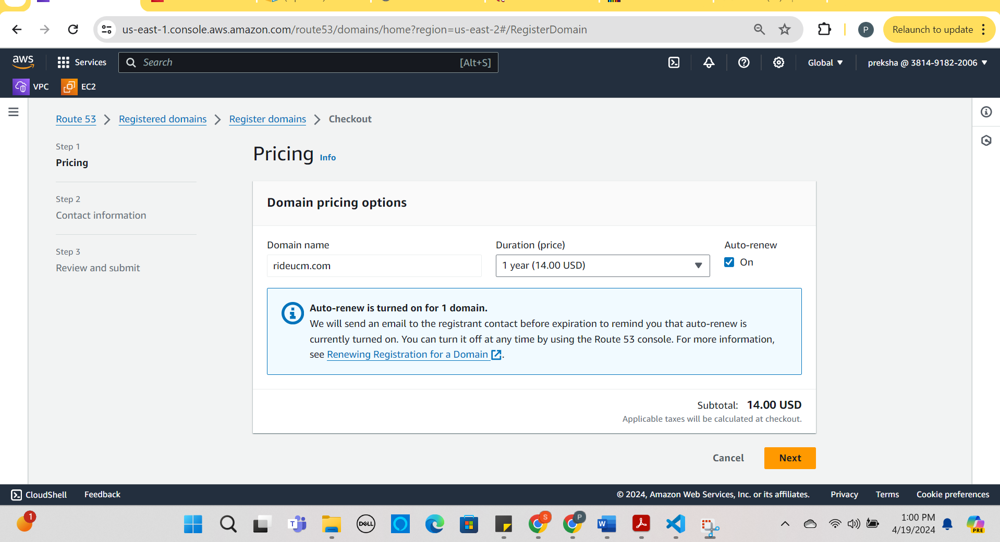 us-east-1.console.aws.amazon.com/route53/domains/home?region=us-east-2#/RegisterDomain
P
Relaunch to update
aws
Services
Search
[Alt+S]
Global
preksha @ 3814-9182-2006
VPC
EC2
Route 53
Registered domains
Register domains
Checkout
Step 1
Pricing
Step 2
Contact information
Step 3
Review and submit
Pricing Info
Domain pricing options
Domain name
rideucm.com
Duration (price)
1 year (14.00 USD)
Auto-renew
On
Auto-renew is turned on for 1 domain.
We will send an email to the registrant contact before expiration to remind you that auto-renew is
currently turned on. You can turn it off at any time by using the Route 53 console. For more information,
see Renewing Registration for a Domain .
Subtotal: 14.00 USD
Applicable taxes will be calculated at checkout.
Cancel
Next
CloudShell
Feedback
© 2024, Amazon Web Services, Inc. or its affiliates.
Privacy
Terms
Cookie preferences
1
T
DELL
S
P
W
1:00 PM
4/19/2024
PRE